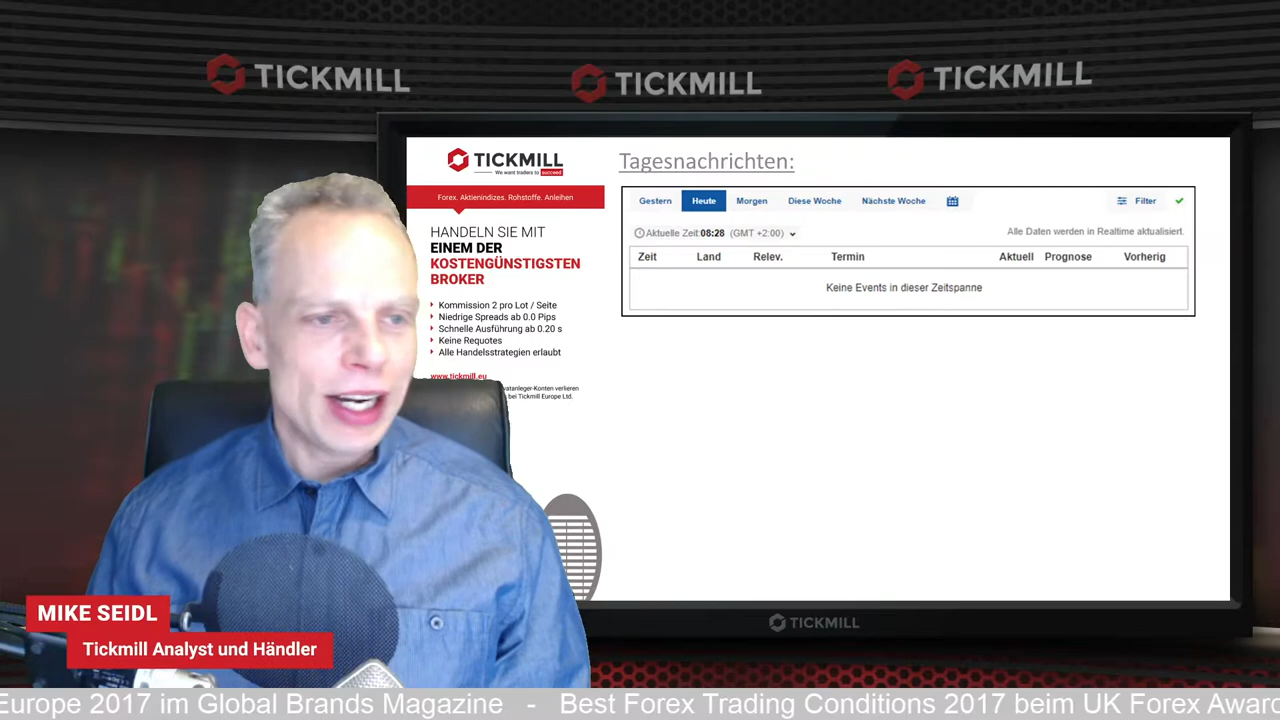 TICKMILL
TICKMILL
TICKMILL
TICKMILL
We want traders to succeed
Forex. Aktienindizes. Rohstoffe. Anleihen
HANDELN SIE MIT
EINEM DER
KOSTENGÜNSTIGSTEN
BROKER
Kommission 2 pro Lot / Seite
Niedrige Spreads ab 0.0 Pips
Schnelle Ausführung ab 0.20 s
Keine Requotes
Alle Handelsstrategien erlaubt
www.tickmill.eu
vatanleger-Konten verlieren
bei Tickmill Europe Ltd.
Tagesnachrichten:
Gestern Heute Morgen Diese Woche Nächste Woche Filter
Aktuelle Zeit: 08:28 (GMT +2:00) Alle Daten werden in Realtime aktualisiert.
Zeit Land Relev. Termin Aktuell Prognose Vorherig
Keine Events in dieser Zeitspanne
TICKMILL
MIKE SEIDL
Tickmill Analyst und Händler
Europe 2017 im Global Brands Magazine - Best Forex Trading Conditions 2017 beim UK Forex Award